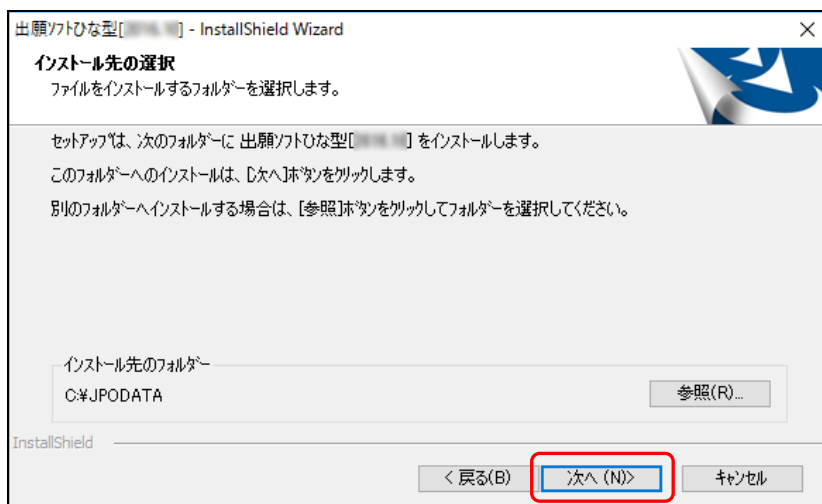 出願ソフトひな型[] - InstallShield Wizard
インストール先の選択
ファイルをインストールするフォルダーを選択します。
セットアップは、次のフォルダーに 出願ソフトひな型[] をインストールします。
このフォルダーへのインストールは、[次へ]ボタンをクリックします。
別のフォルダーへインストールする場合は、[参照]ボタンをクリックしてフォルダーを選択してください。
インストール先のフォルダー
C:¥JPODATA
参照(R)...
InstallShield
< 戻る(B)
次へ (N)>
キャンセル